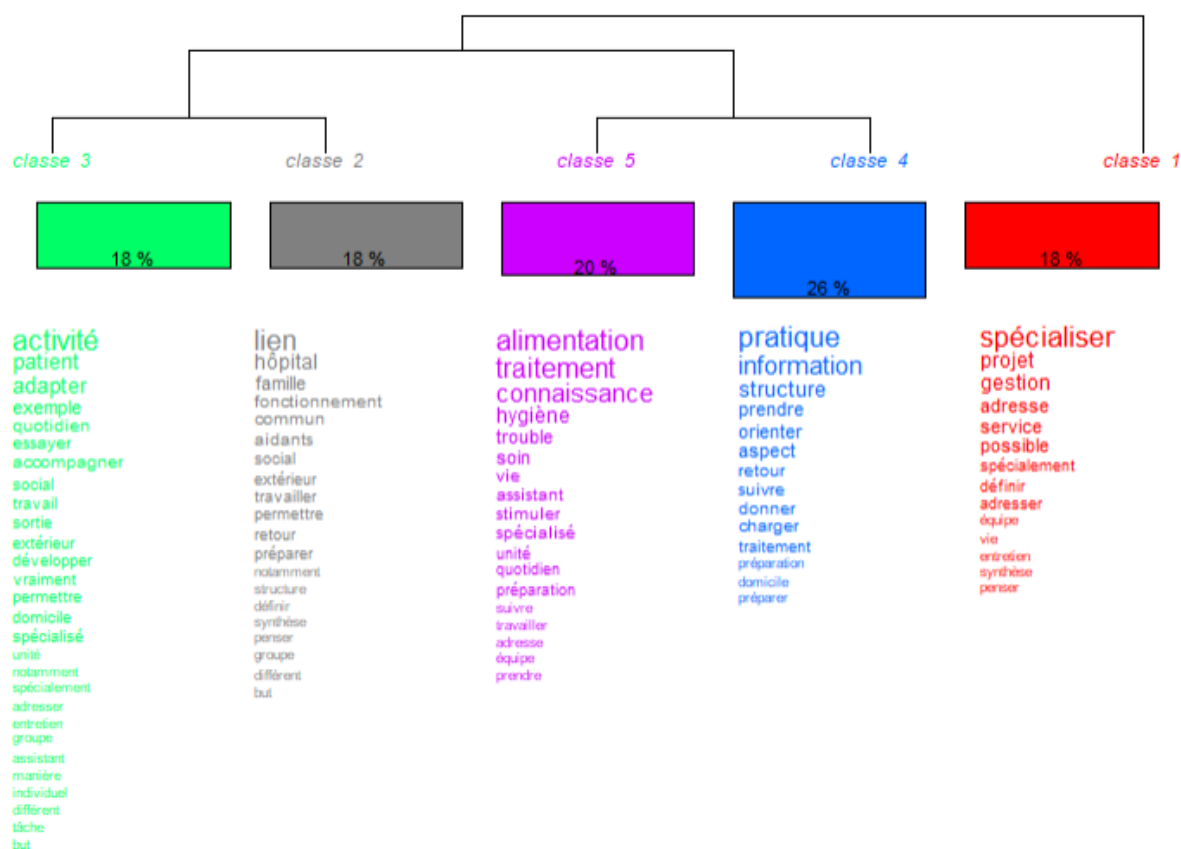 classe 3
classe 2
classe 5
classe 4
classe 1
18 %
18 %
20 %
26 %
18 %
activité
patient
adapter
exemple
quotidien
essayer
accompagner
social
travail
sortie
extérieur
développer
vraiment
permettre
domicile
spécialisé
unité
notamment
spécialement
adresser
entretien
groupe
assistant
manière
individuel
différent
tâche
but
lien
hôpital
famille
fonctionnement
commun
aidants
social
extérieur
travailler
permettre
retour
préparer
notamment
structure
définir
synthèse
penser
groupe
différent
but
alimentation
traitement
connaissance
hygiène
trouble
soin
vie
assistant
stimuler
spécialisé
unité
quotidien
préparation
suivre
travailler
adresse
équipe
prendre
pratique
information
structure
prendre
orienter
aspect
retour
suivre
donner
charger
traitement
préparation
domicile
préparer
spécialiser
projet
gestion
adresse
service
possible
spécialement
définir
adresser
équipe
vie
entretien
synthèse
penser